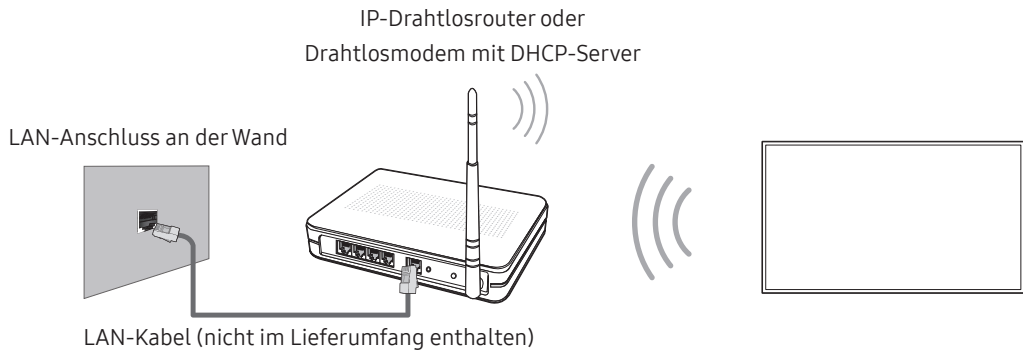 IP-Drahtlosrouter oder
Drahtlosmodem mit DHCP-Server
LAN-Anschluss an der Wand
LAN-Kabel (nicht im Lieferumfang enthalten)